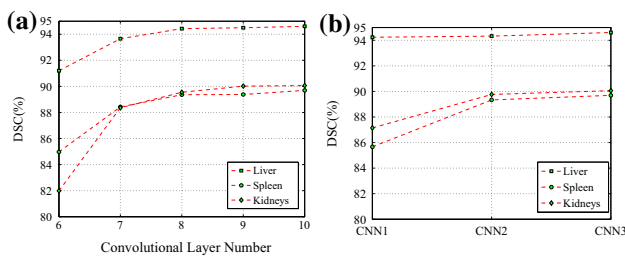 (a)
95
94
92
90
88
86
84
82
80
DSC(%)
6
7
8
9
10
Convolutional Layer Number
Liver
Spleen
Kidneys
(b)
95
94
92
90
88
86
84
82
80
DSC(%)
CNN1
CNN2
CNN3
Liver
Spleen
Kidneys